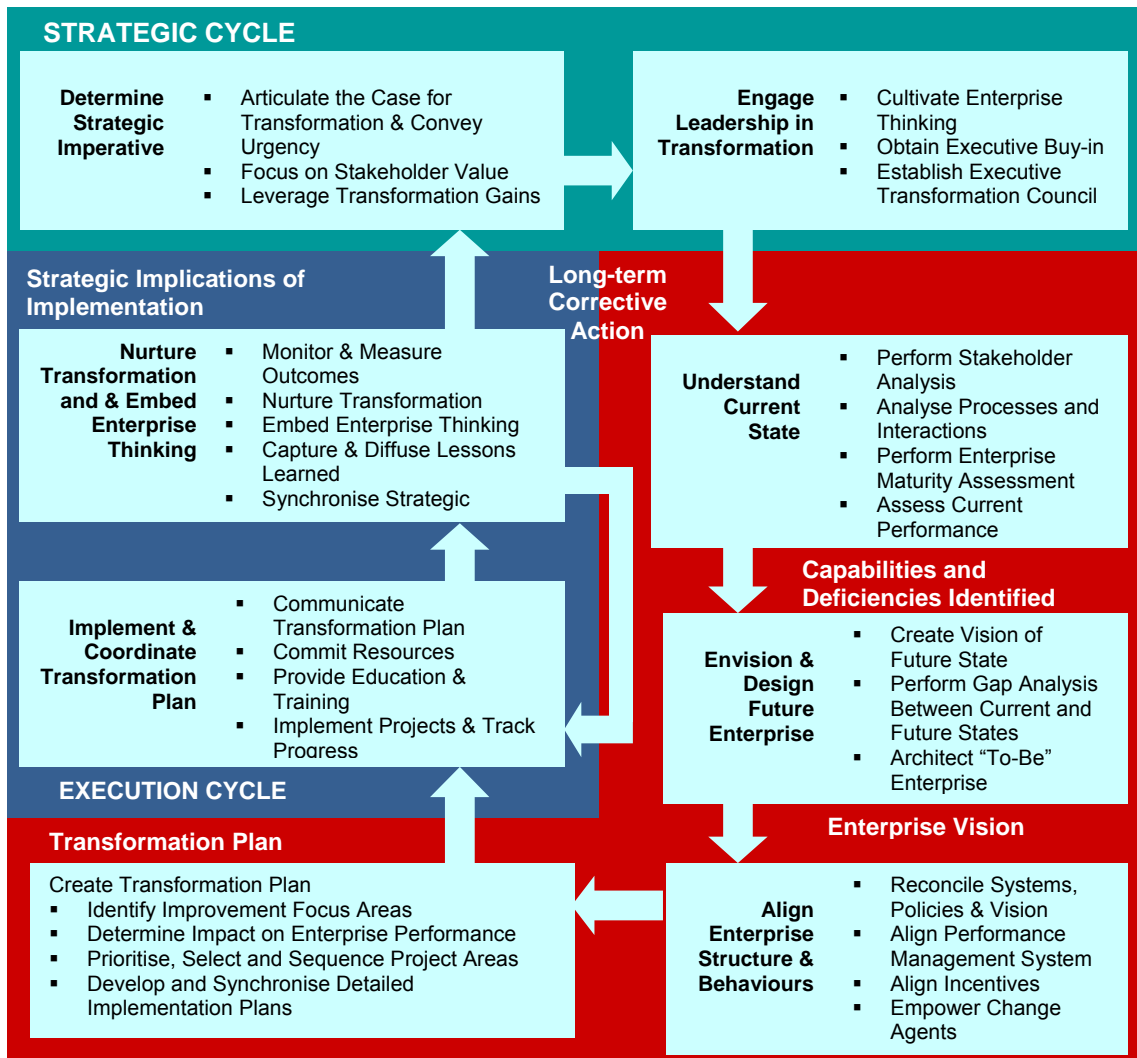 STRATEGIC CYCLE
Determine
Strategic
Imperative
▪ Articulate the Case for
Transformation & Convey
Urgency
▪ Focus on Stakeholder Value
▪ Leverage Transformation Gains
Engage
Leadership in
Transformation
▪ Cultivate Enterprise
Thinking
▪ Obtain Executive Buy-in
▪ Establish Executive
Transformation Council
Strategic Implications of
Implementation
Long-term
Corrective
Action
Nurture
Transformation
and & Embed
Enterprise
Thinking
▪ Monitor & Measure
Outcomes
▪ Nurture Transformation
▪ Embed Enterprise Thinking
▪ Capture & Diffuse Lessons
Learned
▪ Synchronise Strategic
Understand
Current
State
▪ Perform Stakeholder
Analysis
▪ Analyse Processes and
Interactions
▪ Perform Enterprise
Maturity Assessment
▪ Assess Current
Performance
Capabilities and
Deficiencies Identified
Implement &
Coordinate
Transformation
Plan
▪ Communicate
Transformation Plan
▪ Commit Resources
▪ Provide Education &
Training
▪ Implement Projects & Track
Progress
EXECUTION CYCLE
Envision &
Design
Future
Enterprise
▪ Create Vision of
Future State
▪ Perform Gap Analysis
Between Current and
Future States
▪ Architect “To-Be”
Enterprise
Enterprise Vision
Transformation Plan
Create Transformation Plan
▪ Identify Improvement Focus Areas
▪ Determine Impact on Enterprise Performance
▪ Prioritise, Select and Sequence Project Areas
▪ Develop and Synchronise Detailed
Implementation Plans
Align
Enterprise
Structure &
Behaviours
▪ Reconcile Systems,
Policies & Vision
▪ Align Performance
Management System
▪ Align Incentives
▪ Empower Change
Agents